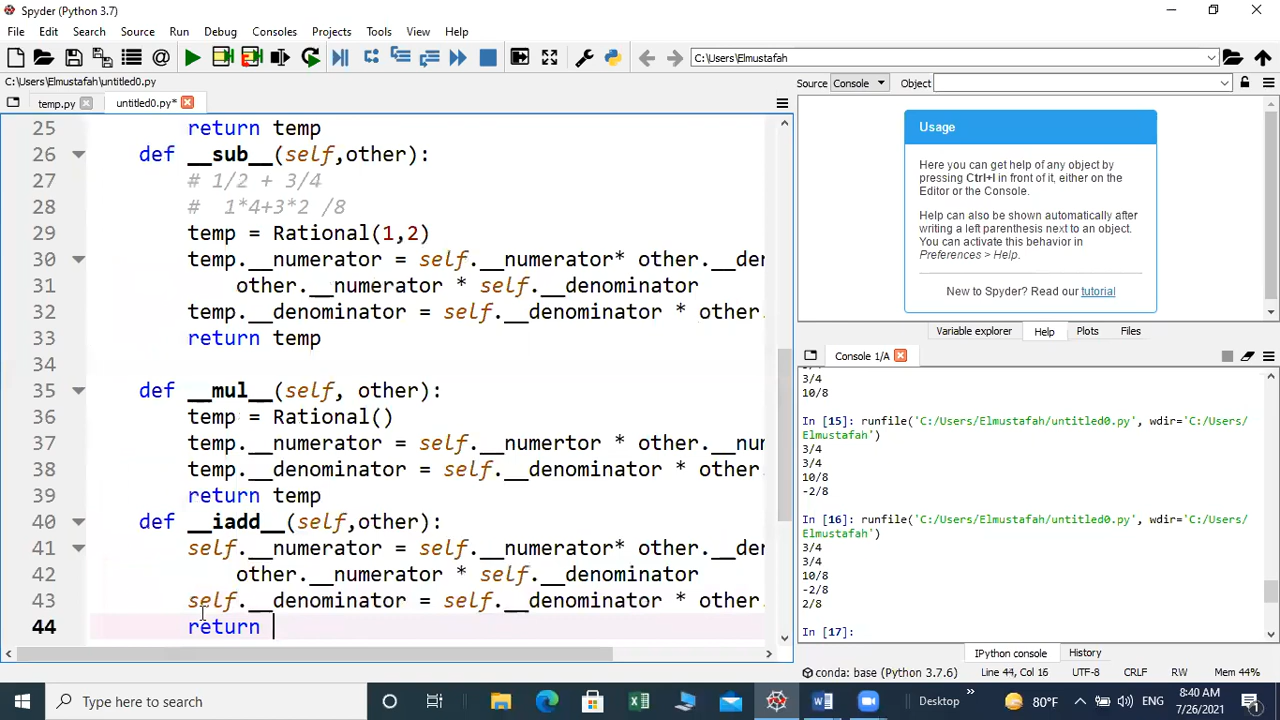 Spyder (Python 3.7)
File Edit Search Source Run Debug Consoles Projects Tools View Help
C:\Users\Elmustafah
C:\Users\Elmustafah\untitled0.py
temp.py untitled0.py*
25 return temp
26 def __sub__(self,other):
27 # 1/2 + 3/4
28 #  1*4+3*2 /8
29 temp = Rational(1,2)
30 temp.__numerator = self.__numerator* other.__der
31 other.__numerator * self.__denominator
32 temp.__denominator = self.__denominator * other.
33 return temp
34
35 def __mul__(self, other):
36 temp = Rational()
37 temp.__numerator = self.__numertor * other.__num
38 temp.__denominator = self.__denominator * other.
39 return temp
40 def __iadd__(self,other):
41 self.__numerator = self.__numerator* other.__der
42 other.__numerator * self.__denominator
43 self.__denominator = self.__denominator * other.
44 return
Source Console Object
Usage
Here you can get help of any object by
pressing Ctrl+I in front of it, either on the
Editor or the Console.
Help can also be shown automatically after
writing a left parenthesis next to an object.
You can activate this behavior in
Preferences > Help.
New to Spyder? Read our tutorial
Variable explorer Help Plots Files
Console 1/A
3/4
10/8
In [15]: runfile('C:/Users/Elmustafah/untitled0.py', wdir='C:/Users/
Elmustafah')
3/4
3/4
10/8
-2/8
In [16]: runfile('C:/Users/Elmustafah/untitled0.py', wdir='C:/Users/
Elmustafah')
3/4
3/4
10/8
-2/8
2/8
In [17]:
IPython console History
conda: base (Python 3.7.6) Line 44, Col 16 UTF-8 CRLF RW Mem 44%
Type here to search
Desktop 80°F ENG 8:40 AM
7/26/2021